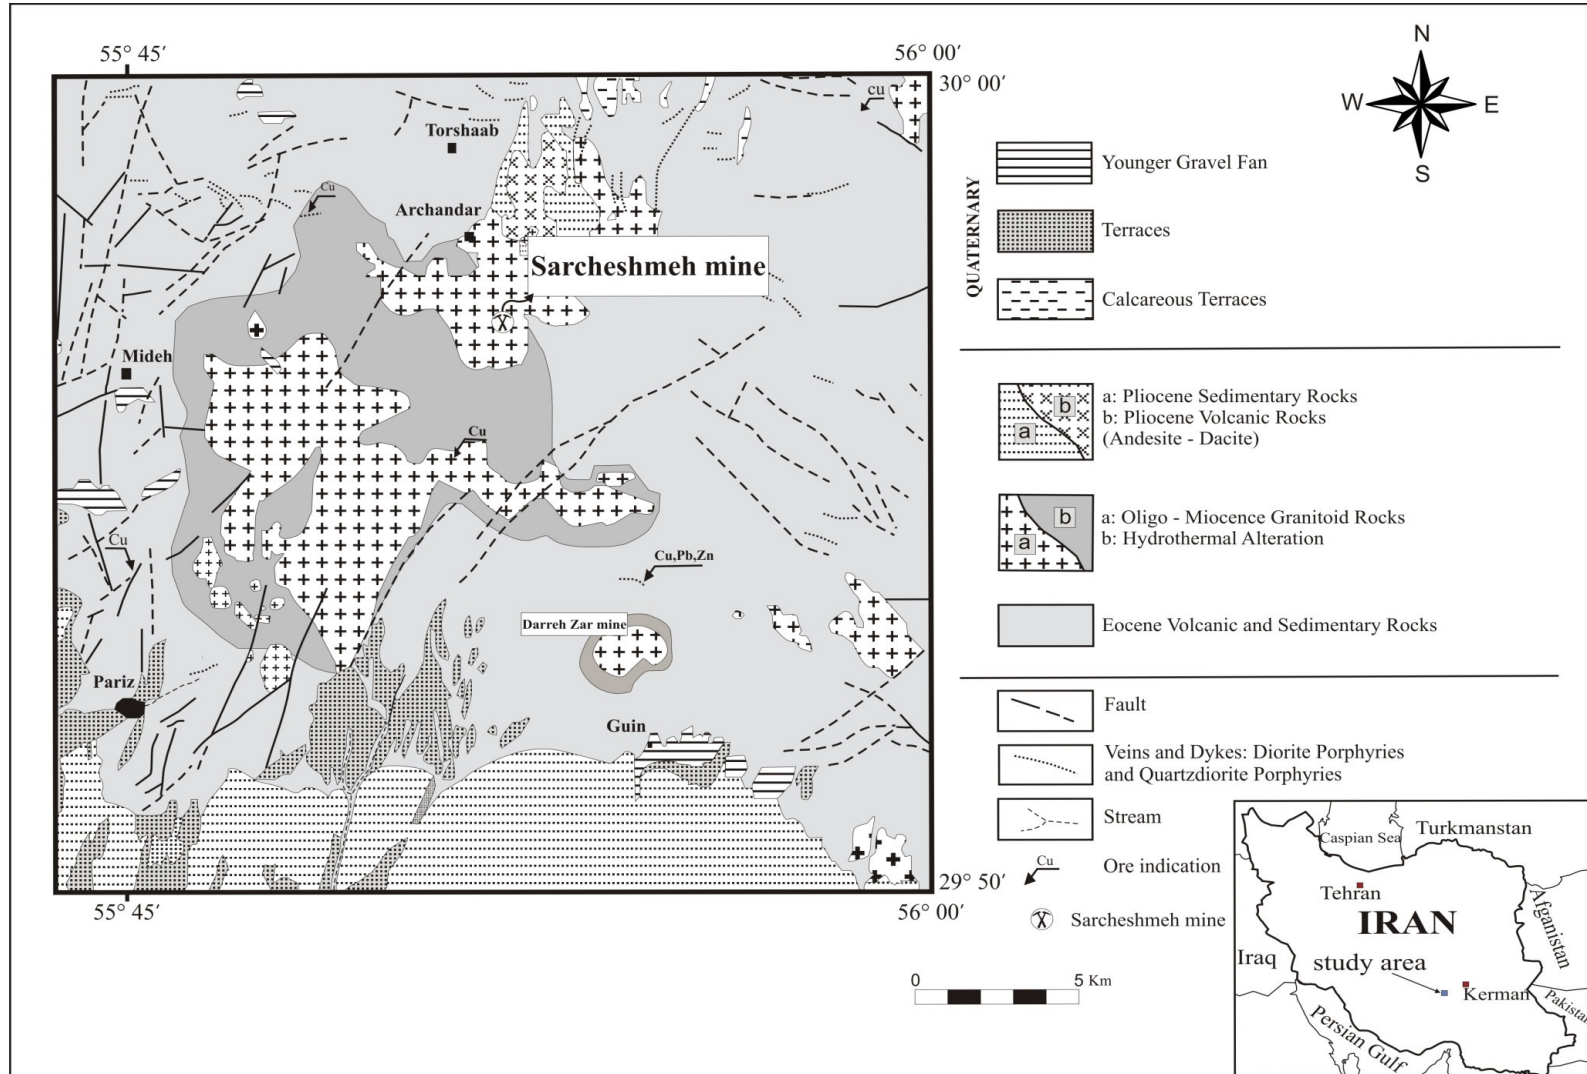 55° 45′
56° 00′
30° 00′
cu
Torshaab
Cu
Archandar
Sarcheshmeh mine
Mideh
Cu
Cu
Cu,Pb,Zn
Darreh Zar mine
Pariz
Guin
29° 50′
55° 45′
56° 00′
N
W
E
S
QUATERNARY
Younger Gravel Fan
Terraces
Calcareous Terraces
b
a
a: Pliocene Sedimentary Rocks
b: Pliocene Volcanic Rocks
(Andesite - Dacite)
b
a
a: Oligo - Miocence Granitoid Rocks
b: Hydrothermal Alteration
Eocene Volcanic and Sedimentary Rocks
Fault
Veins and Dykes: Diorite Porphyries
and Quartzdiorite Porphyries
Stream
Cu
Ore indication
Sarcheshmeh mine
0
5 Km
Caspian Sea
Turkmanstan
Tehran
IRAN
Afganistan
Iraq
study area
Kerman
Pakistan
Persian Gulf